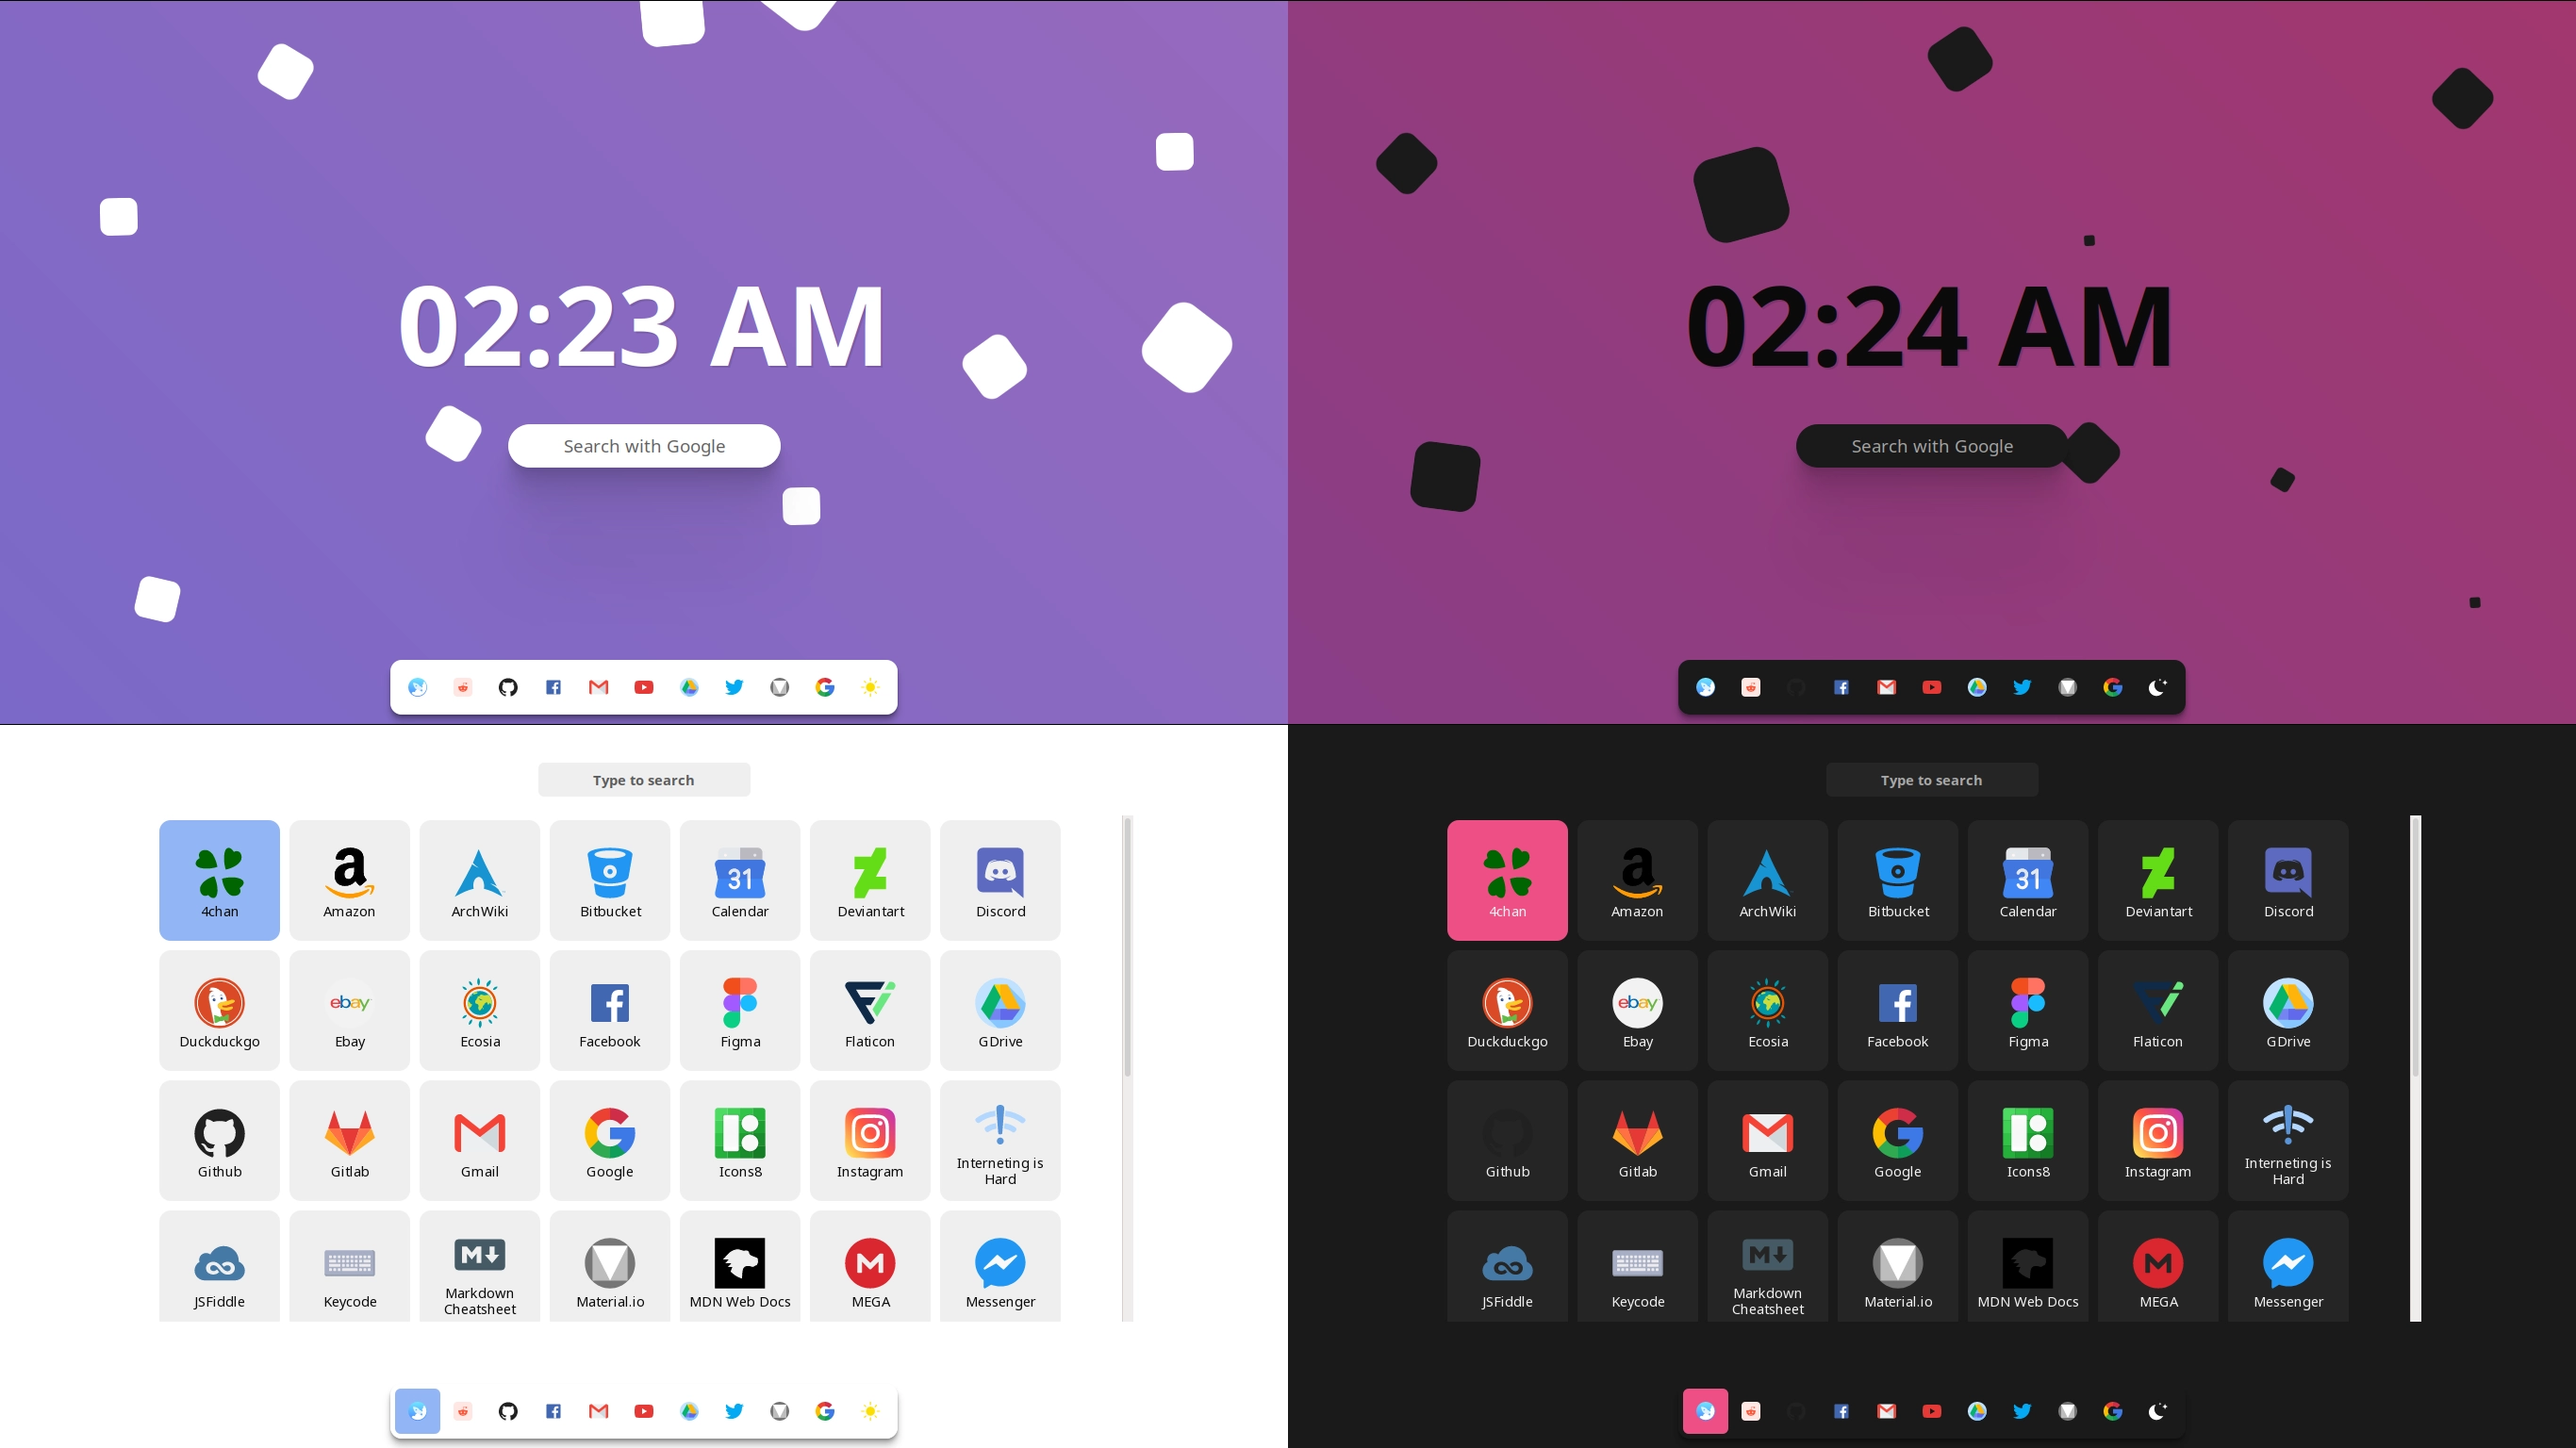 02:23 AM
Search with Google
02:24 AM
Search with Google
Type to search
4chan
Amazon
ArchWiki
Bitbucket
31
Calendar
Deviantart
Discord
Duckduckgo
ebay
Ebay
Ecosia
Facebook
Figma
Flaticon
GDrive
Github
Gitlab
Gmail
Google
Icons8
Instagram
Interneting is
Hard
JSFiddle
Keycode
Markdown
Cheatsheet
Material.io
MDN Web Docs
MEGA
Messenger
Type to search
4chan
Amazon
ArchWiki
Bitbucket
31
Calendar
Deviantart
Discord
Duckduckgo
ebay
Ebay
Ecosia
Facebook
Figma
Flaticon
GDrive
Github
Gitlab
Gmail
Google
Icons8
Instagram
Interneting is
Hard
JSFiddle
Keycode
Markdown
Cheatsheet
Material.io
MDN Web Docs
MEGA
Messenger